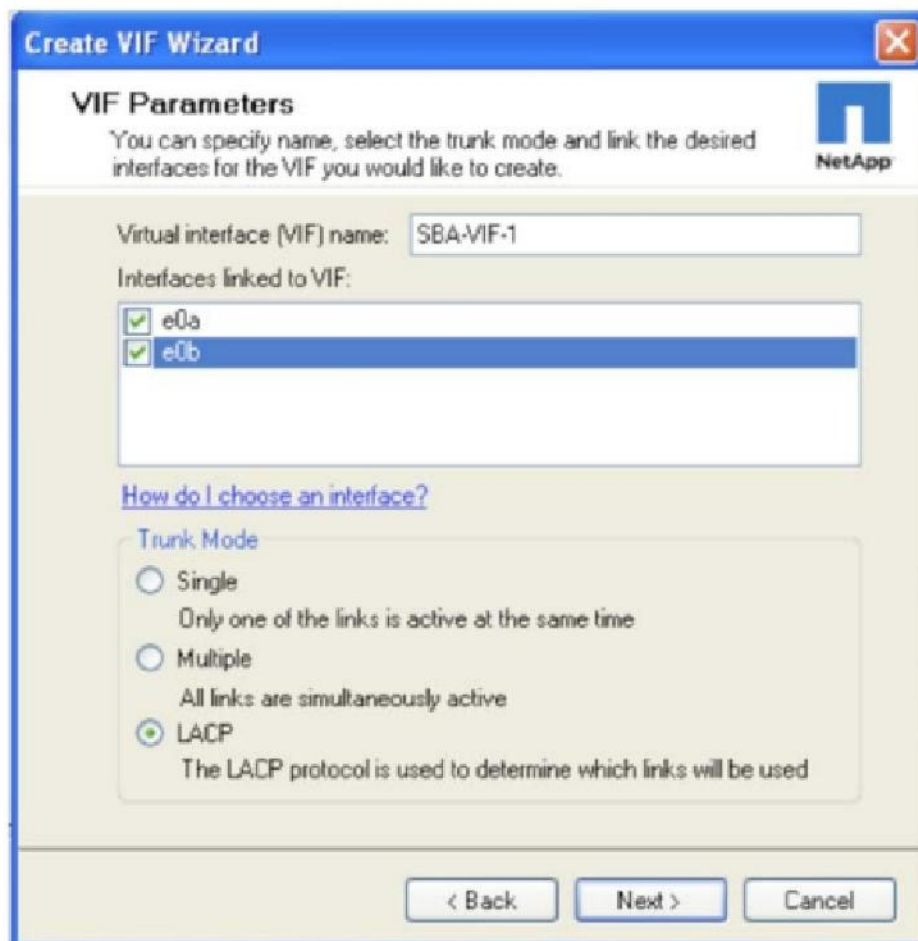 Create VIF Wizard
VIF Parameters
You can specify name, select the trunk mode and link the desired
interfaces for the VIF you would like to create.
NetApp
Virtual interface (VIF) name: SBA-VIF-1
Interfaces linked to VIF:
e0a
e0b
How do I choose an interface?
Trunk Mode
Single
Only one of the links is active at the same time
Multiple
All links are simultaneously active
LACP
The LACP protocol is used to determine which links will be used
< Back
Next >
Cancel